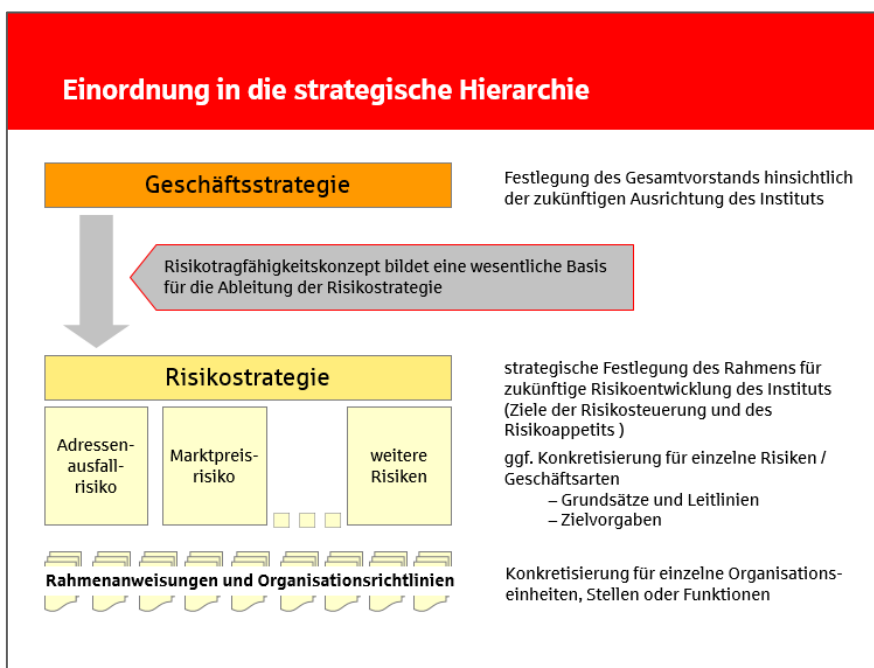 Einordnung in die strategische Hierarchie
Geschäftsstrategie
Festlegung des Gesamtvorstands hinsichtlich
der zukünftigen Ausrichtung des Instituts
Risikotragfähigkeitskonzept bildet eine wesentliche Basis
für die Ableitung der Risikostrategie
Risikostrategie
strategische Festlegung des Rahmens für
zukünftige Risikoentwicklung des Instituts
(Ziele der Risikosteuerung und des
Risikoappetits )
Adressen-
ausfall-
risiko
Marktpreis-
risiko
weitere
Risiken
ggf. Konkretisierung für einzelne Risiken /
Geschäftsarten
– Grundsätze und Leitlinien
– Zielvorgaben
Rahmenanweisungen und Organisationsrichtlinien
Konkretisierung für einzelne Organisations-
einheiten, Stellen oder Funktionen